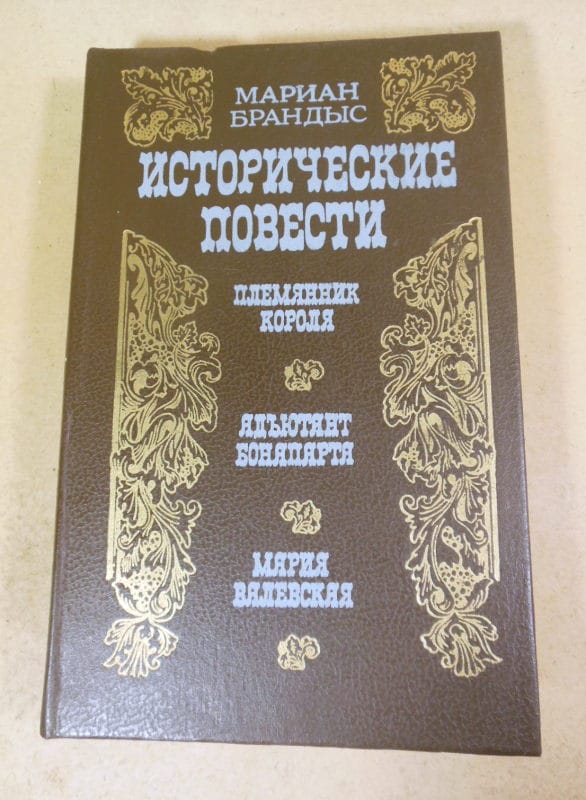 МАРИАН
БРАНДЫС
ИСТОРИЧЕСКИЕ
ПОВЕСТИ
ПЛЕМЯННИК
КОРОЛЯ
АДЪЮТАНТ
БОНАПАРТА
МАРИЯ
ВАЛЕВСКАЯ